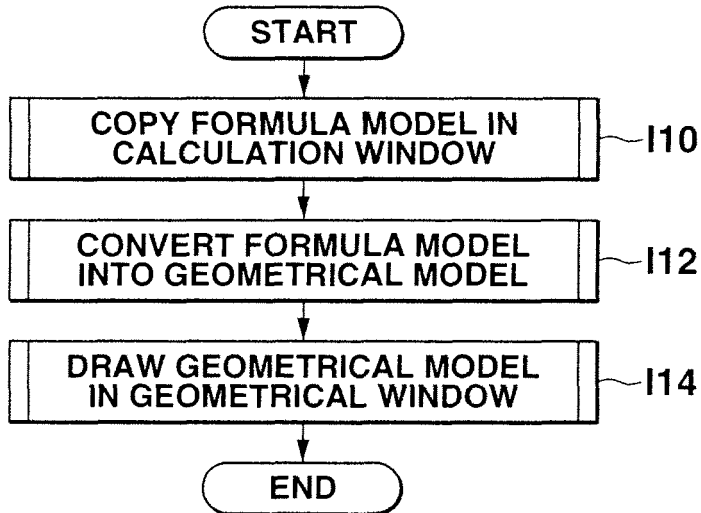 START
COPY FORMULA MODEL IN
CALCULATION WINDOW
I10
CONVERT FORMULA MODEL
INTO GEOMETRICAL MODEL
I12
DRAW GEOMETRICAL MODEL
IN GEOMETRICAL WINDOW
I14
END